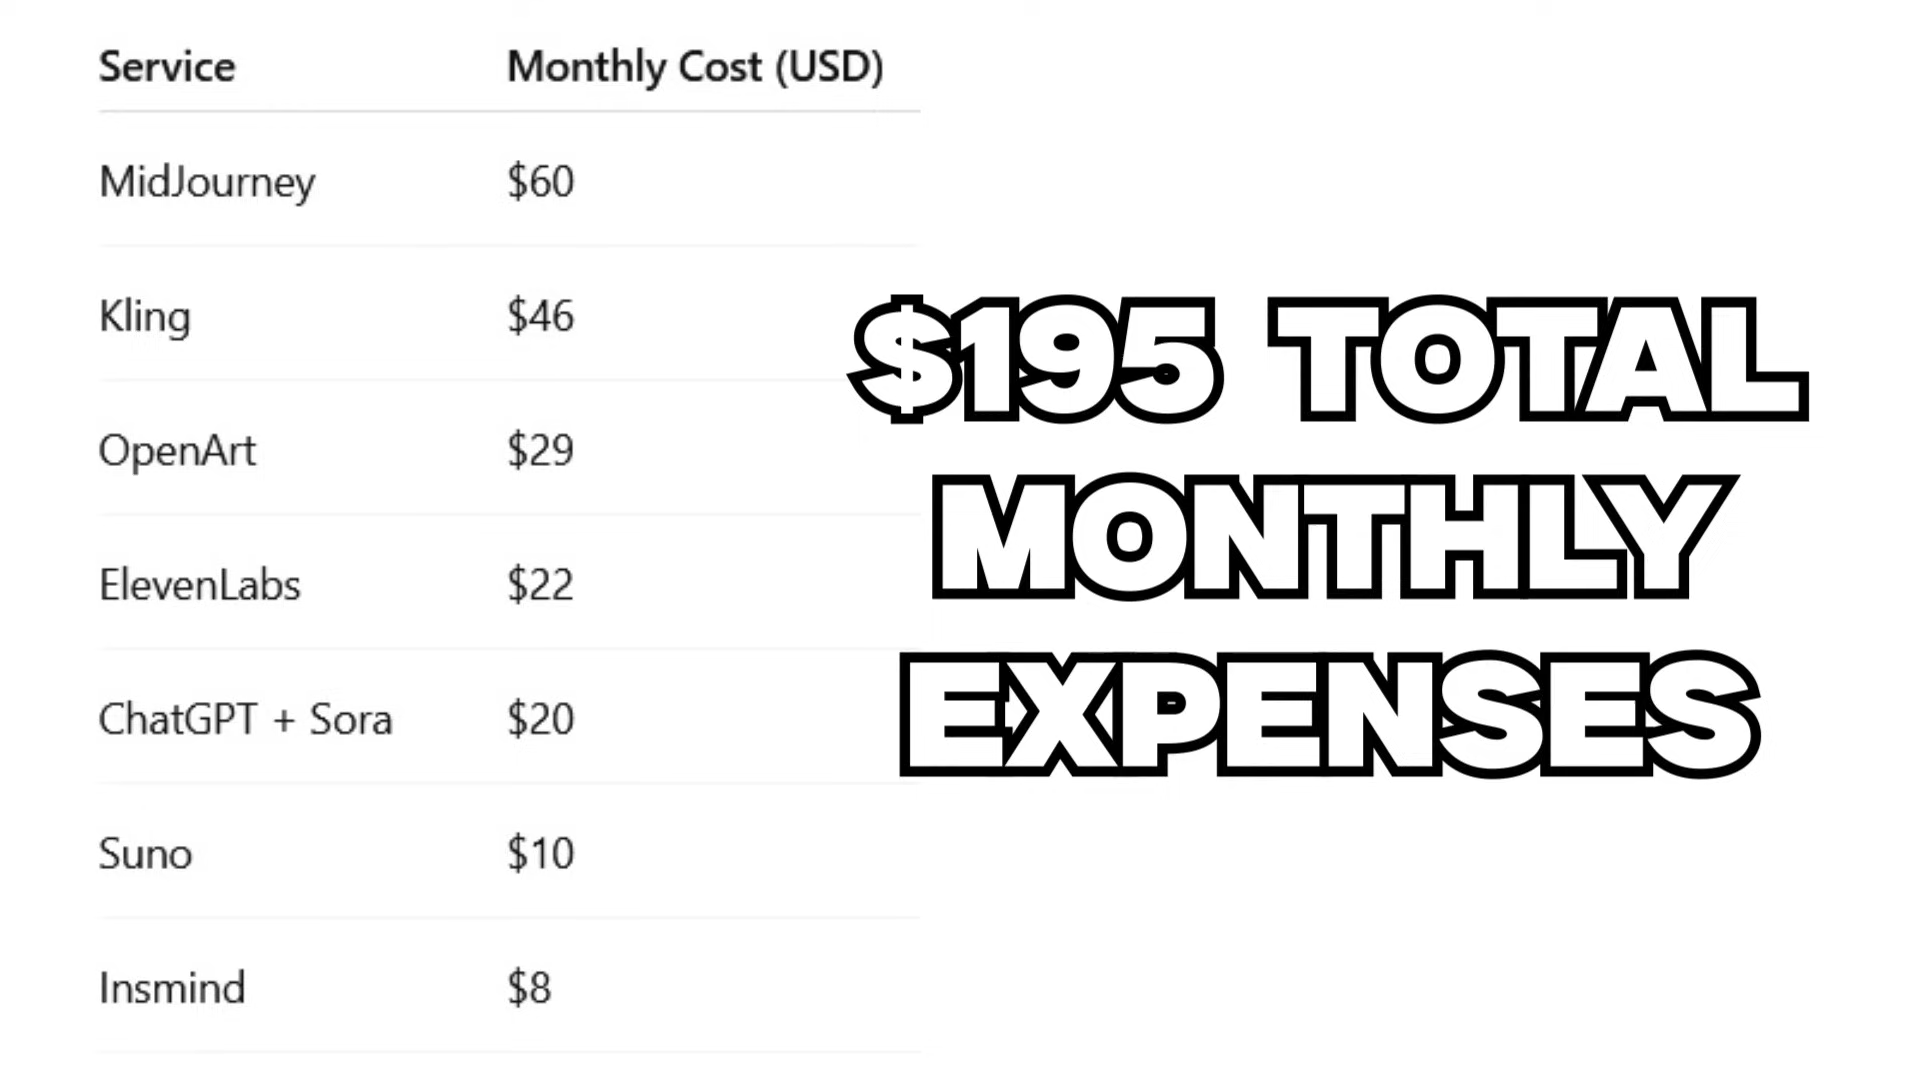 Service Monthly Cost (USD)
MidJourney $60
Kling $46
OpenArt $29
ElevenLabs $22
ChatGPT + Sora $20
Suno $10
Insmind $8
$195 TOTAL
MONTHLY
EXPENSES